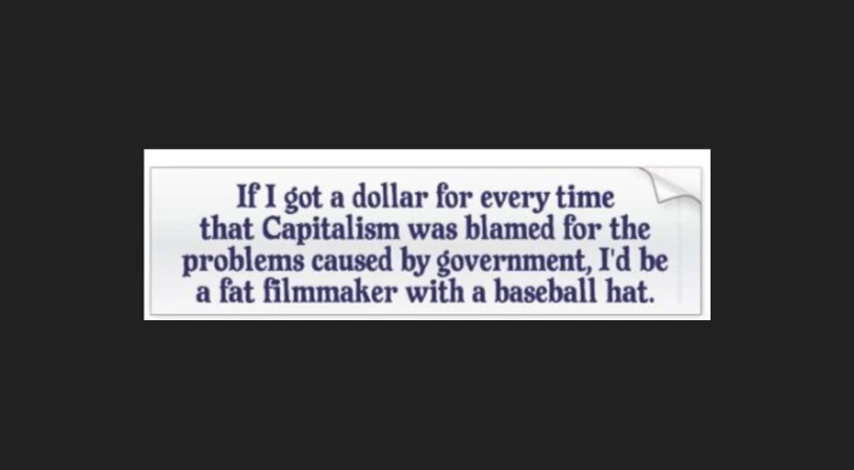 If I got a dollar for every time
that Capitalism was blamed for the
problems caused by government, I'd be
a fat filmmaker with a baseball hat.